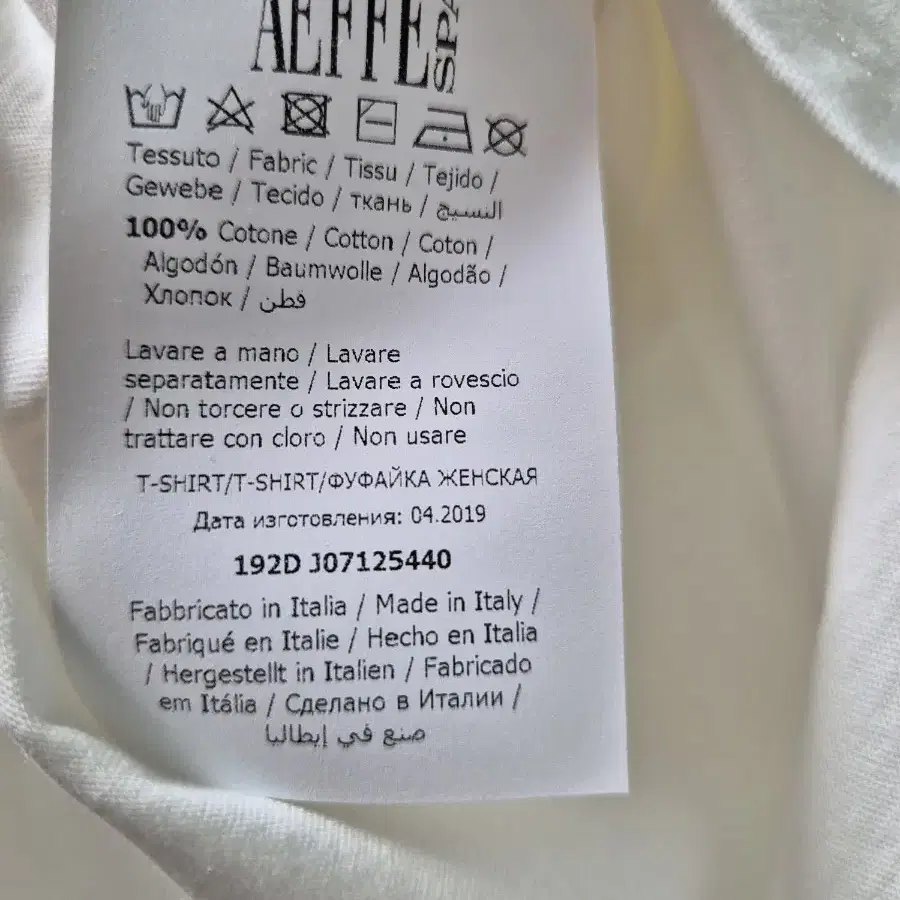 AEFFE SPA
Tessuto / Fabric / Tissu / Tejido /
Gewebe / Tecido / ткань / النسيج
100% Cotone / Cotton / Coton /
Algodón / Baumwolle / Algodão /
Хлопок / قطن
Lavare a mano / Lavare
separatamente / Lavare a rovescio
/ Non torcere o strizzare / Non
trattare con cloro / Non usare
T-SHIRT/T-SHIRT/ФУФАЙКА ЖЕНСКАЯ
Дата изготовления: 04.2019
192D J07125440
Fabbricato in Italia / Made in Italy /
Fabriqué en Italie / Hecho en Italia
/ Hergestellt in Italien / Fabricado
em Itália / Сделано в Италии /
صنع في إيطاليا